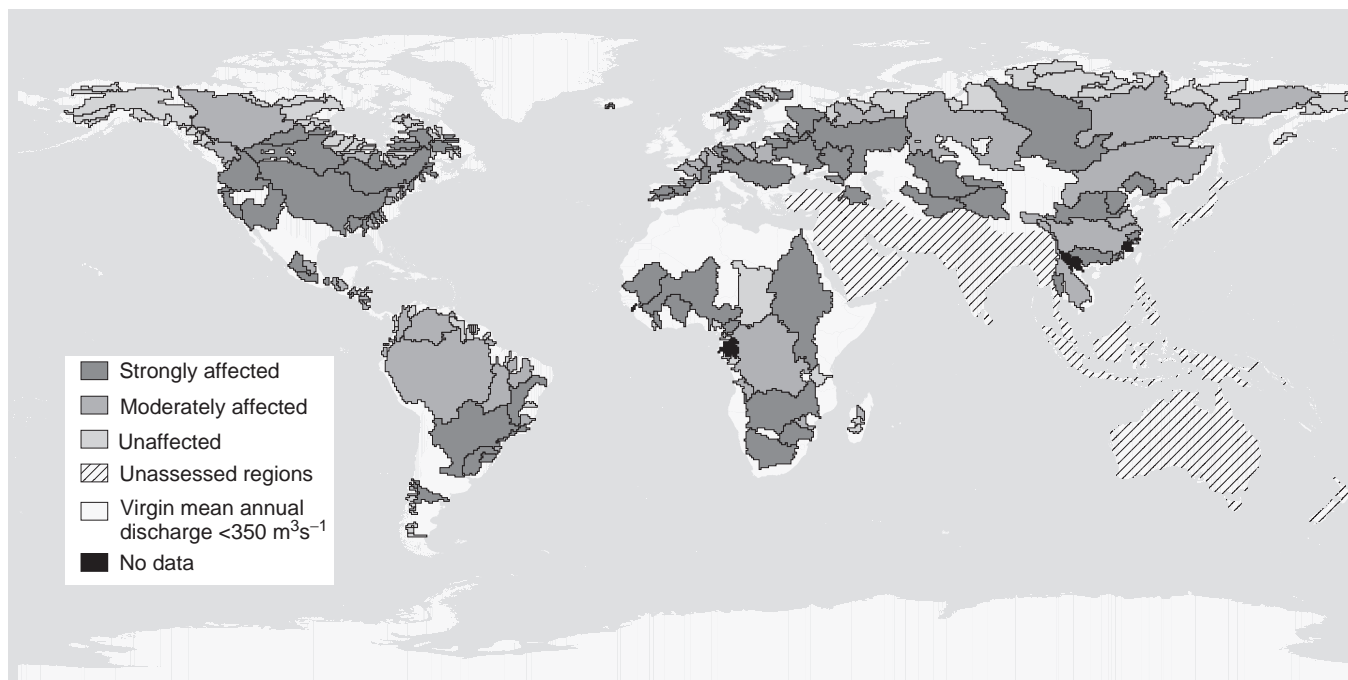 Strongly affected
Moderately affected
Unaffected
Unassessed regions
Virgin mean annual
discharge <350 m³s⁻¹
No data